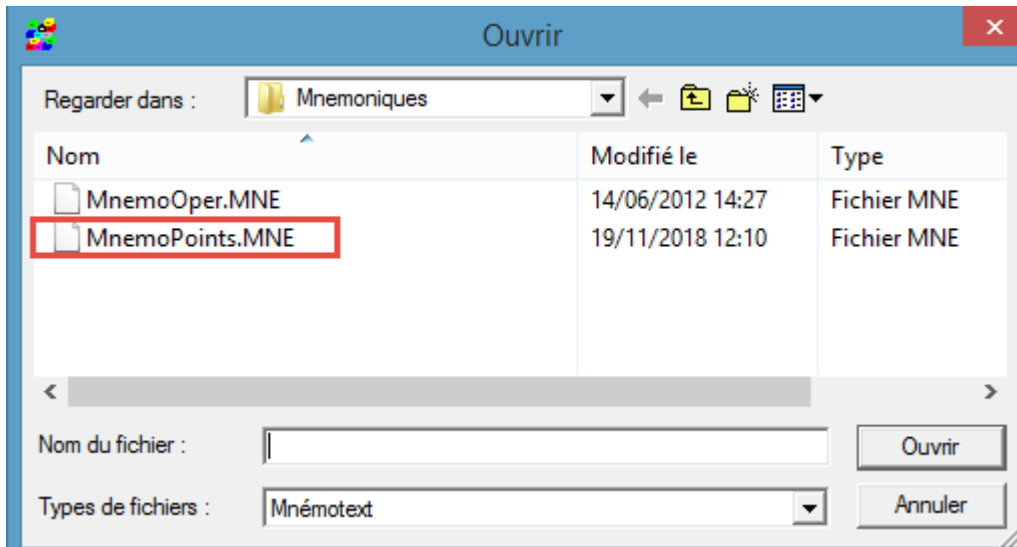 Ouvrir
Regarder dans : Mnemoniques
Nom Modifié le Type
MnemoOper.MNE 14/06/2012 14:27 Fichier MNE
MnemoPoints.MNE 19/11/2018 12:10 Fichier MNE
Nom du fichier : Ouvrir
Types de fichiers : Mnémotext Annuler